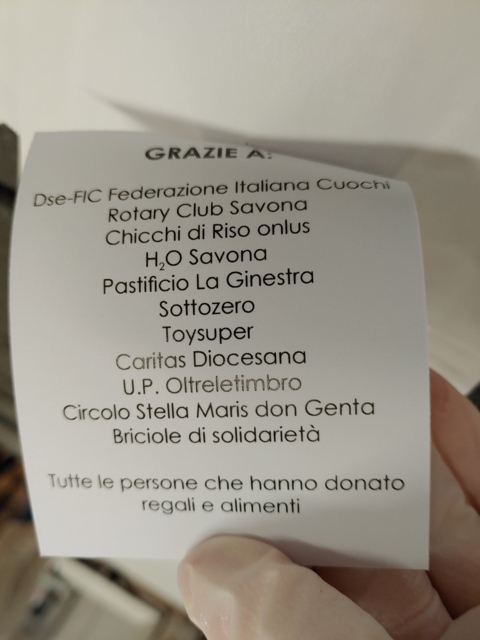 GRAZIE A:
Dse-FIC Federazione Italiana Cuochi
Rotary Club Savona
Chicchi di Riso onlus
H₂O Savona
Pastificio La Ginestra
Sottozero
Toysuper
Caritas Diocesana
U.P. Oltreletimbro
Circolo Stella Maris don Genta
Briciole di solidarietà
Tutte le persone che hanno donato
regali e alimenti